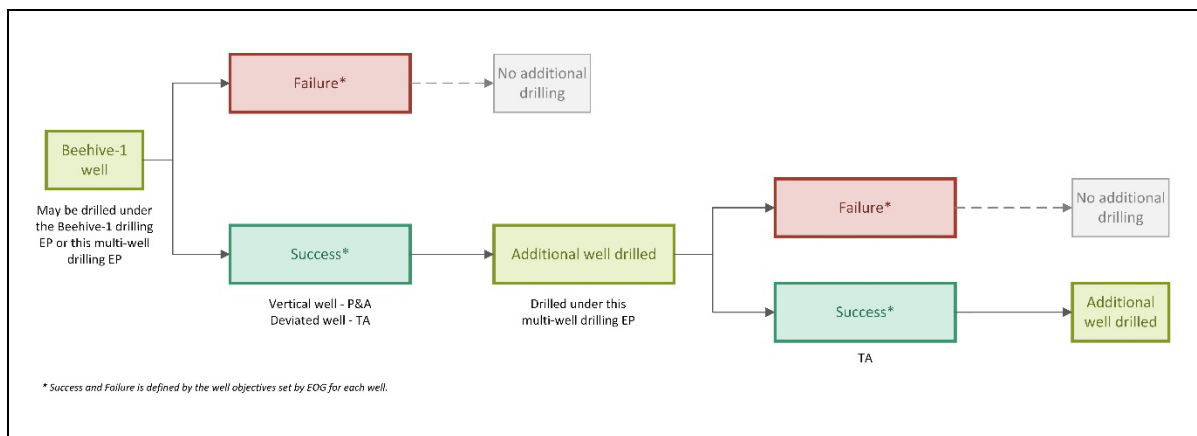 Failure*
No additional
drilling
Beehive-1
well
May be drilled under
the Beehive-1 drilling
EP or this multi-well
drilling EP
Success*
Vertical well - P&A
Deviated well - TA
Additional well drilled
Drilled under this
multi-well drilling EP
Failure*
No additional
drilling
Success*
TA
Additional
well drilled
* Success and Failure is defined by the well objectives set by EOG for each well.